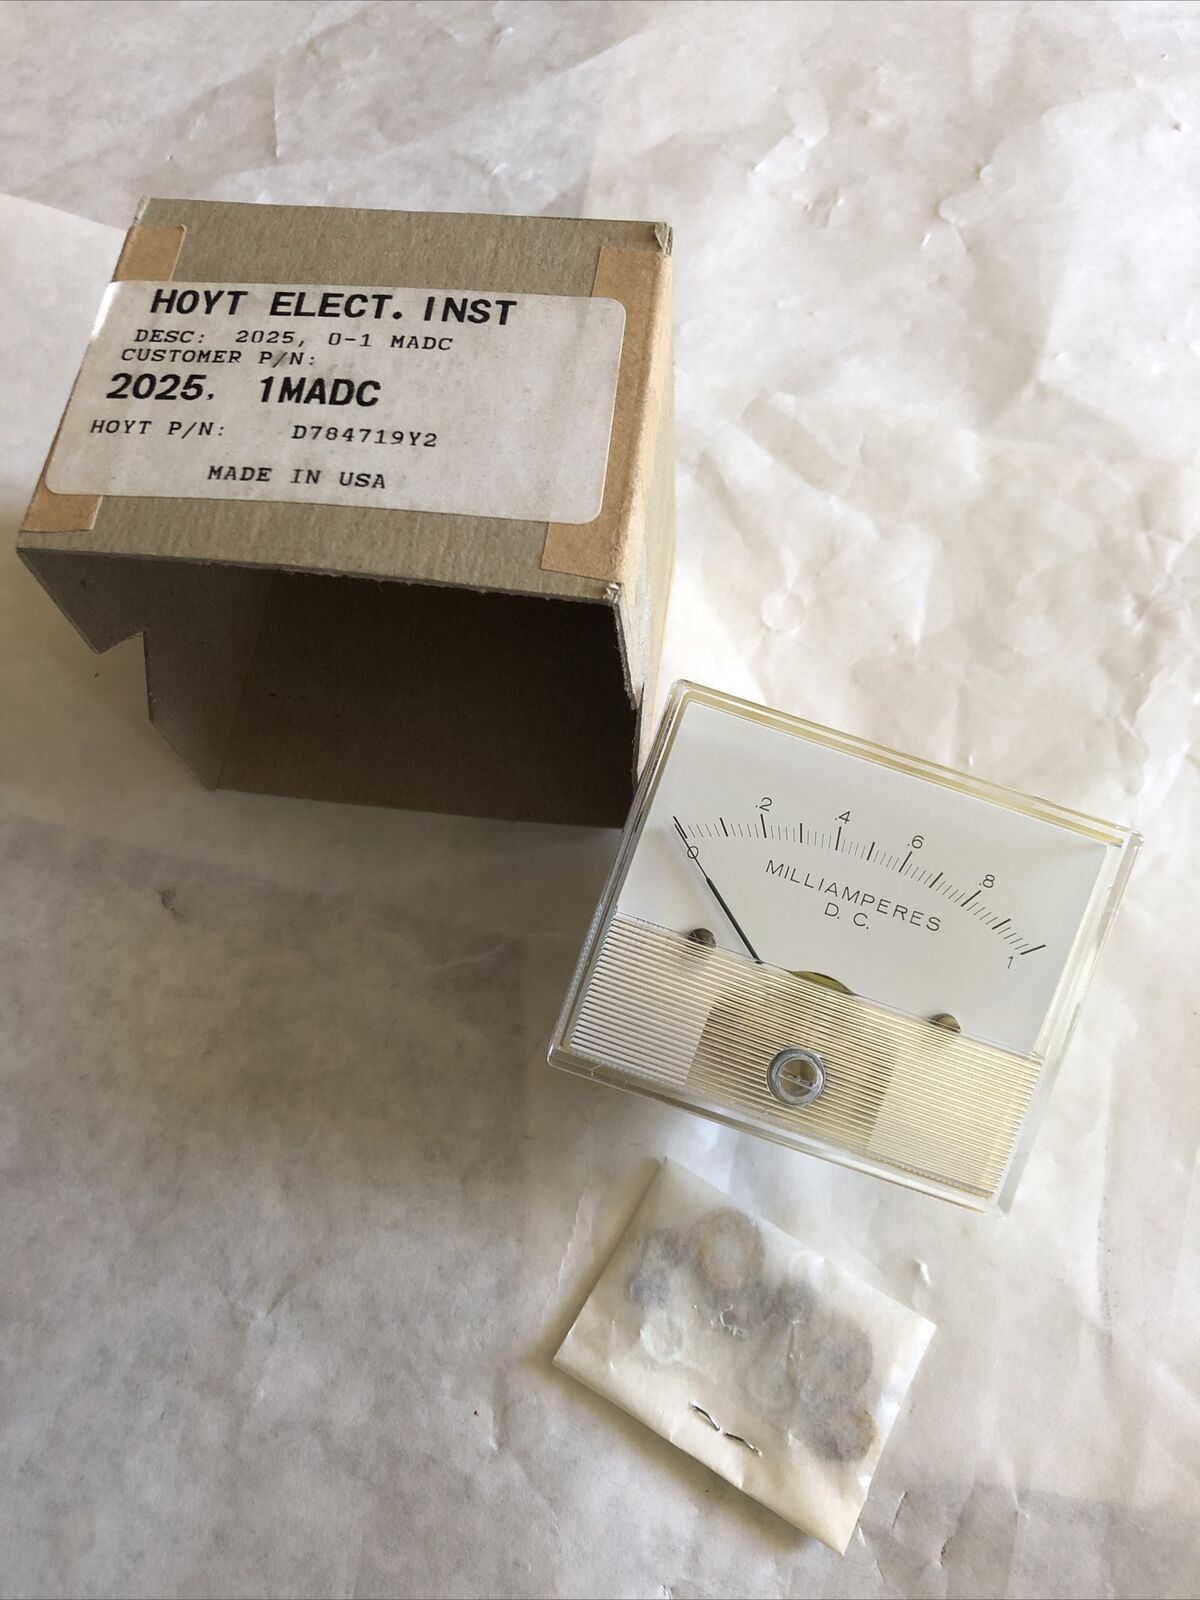 HOYT ELECT. INST
DESC: 2025, 0-1 MADC
CUSTOMER P/N:
2025. 1MADC
HOYT P/N: D784719Y2
MADE IN USA
0 .2 .4 .6 .8 1
MILLIAMPERES
D. C.